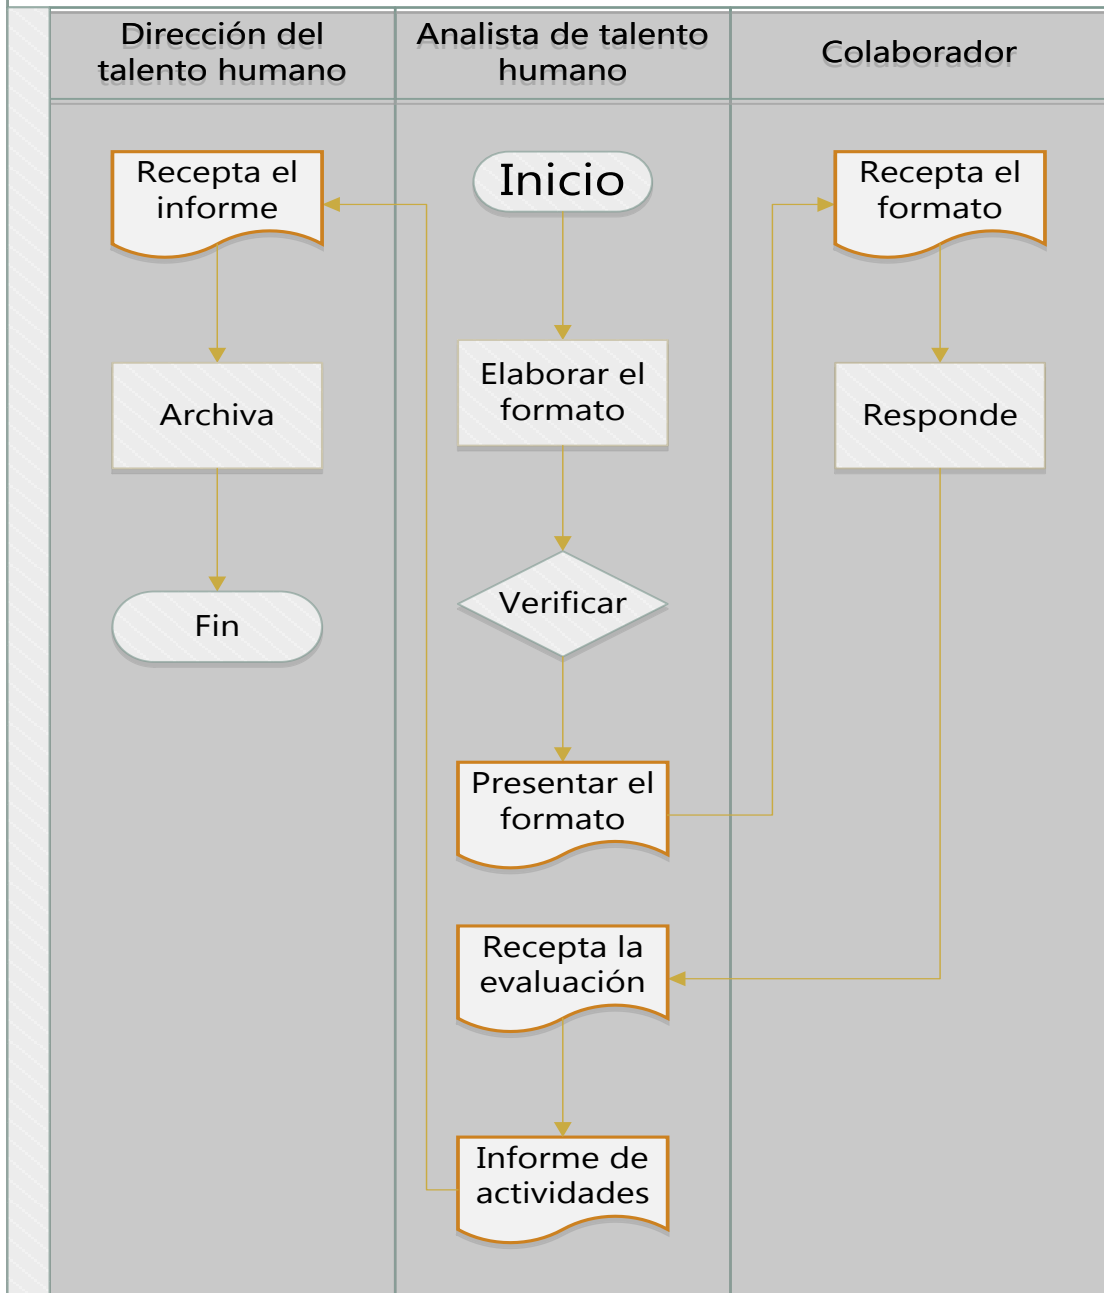 Dirección del
talento humano
Analista de talento
humano
Colaborador
Recepta el
informe
Inicio
Recepta el
formato
Archiva
Elaborar el
formato
Responde
Fin
Verificar
Presentar el
formato
Recepta la
evaluación
Informe de
actividades